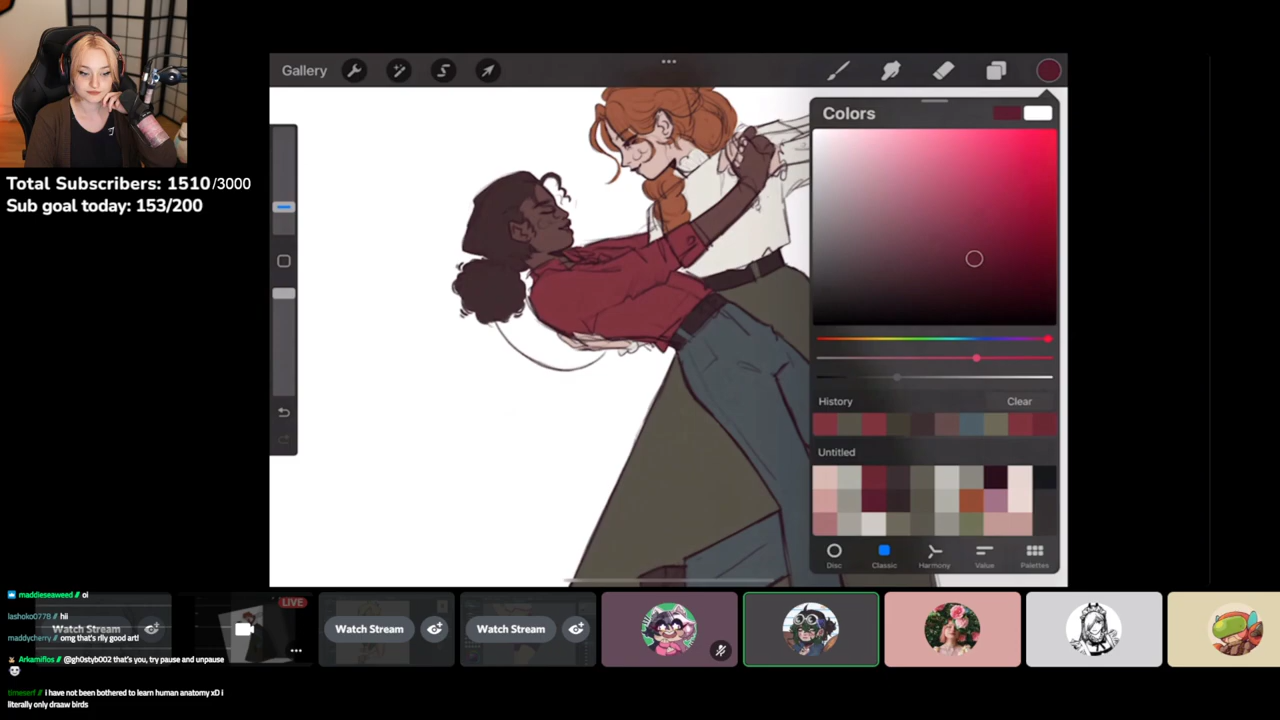 Gallery
Colors
Total Subscribers: 1510/3000
Sub goal today: 153/200
History
Clear
Untitled
Disc
Classic
Harmony
Value
Palettes
maddieseaweed // oi
lashoko0778 // hii
maddycherry // omg that's rlly good art!
Arkamiflos // @gh0styb002 that's you, try pause and unpause
timeserf // i have not been bothered to learn human anatomy xD i
literally only draaw birds
Watch Stream
LIVE
Watch Stream
Watch Stream